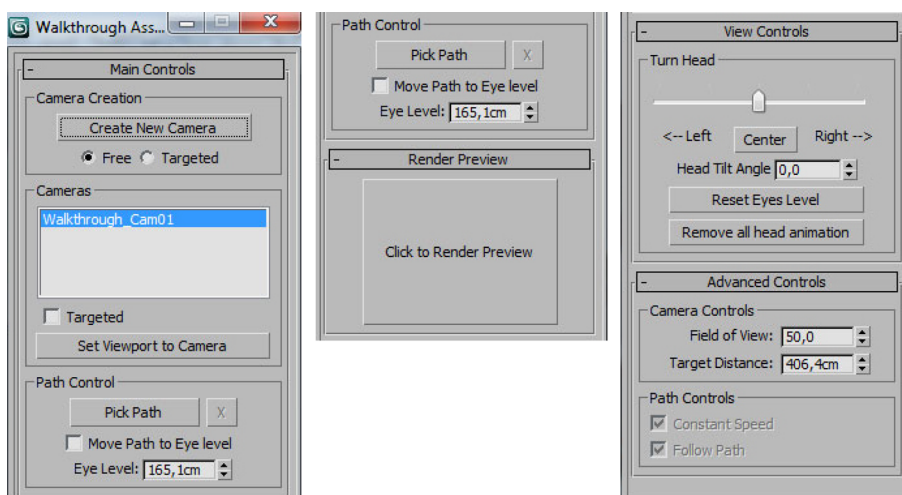 Walkthrough Ass...
- Main Controls
Camera Creation
Create New Camera
Free Targeted
Cameras
Walkthrough_Cam01
Targeted
Set Viewport to Camera
Path Control
Pick Path X
Move Path to Eye level
Eye Level: 165,1cm
Path Control
Pick Path X
Move Path to Eye level
Eye Level: 165,1cm
- Render Preview
Click to Render Preview
- View Controls
Turn Head
<-- Left Center Right -->
Head Tilt Angle 0,0
Reset Eyes Level
Remove all head animation
- Advanced Controls
Camera Controls
Field of View: 50,0
Target Distance: 406,4cm
Path Controls
Constant Speed
Follow Path